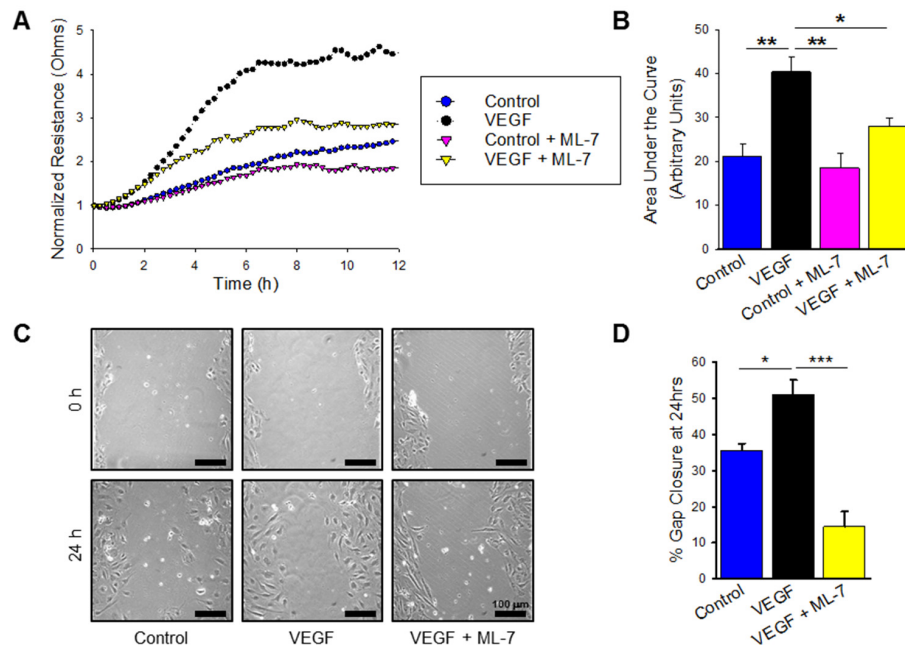 A
Normalized Resistance (Ohms)
5
4
3
2
1
0
0 2 4 6 8 10 12
Time (h)
Control
VEGF
Control + ML-7
VEGF + ML-7
B
Area Under the Curve
(Arbitrary Units)
50
40
30
20
10
0
** ** *
Control
VEGF
Control + ML-7
VEGF + ML-7
C
0 h
24 h
100 µm
Control VEGF VEGF + ML-7
D
% Gap Closure at 24hrs
60
50
40
30
20
10
0
* ***
Control
VEGF
VEGF + ML-7